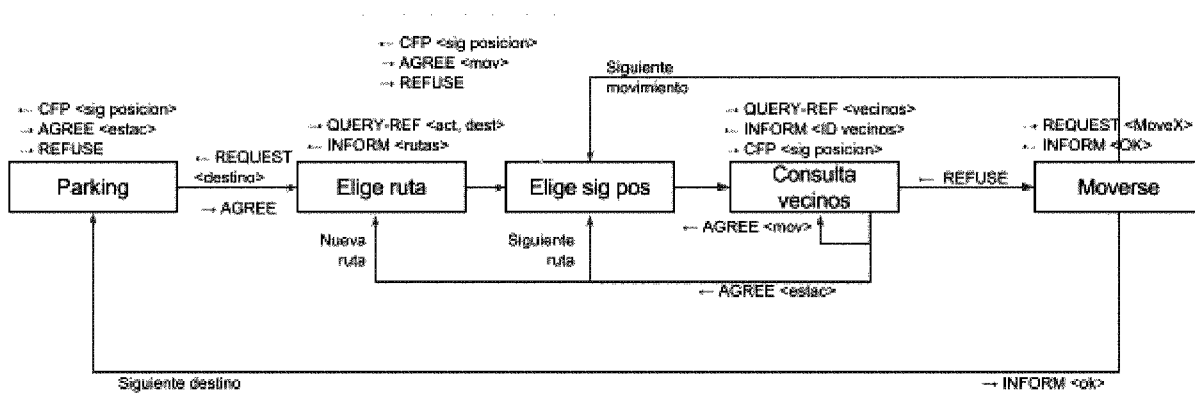 ← CFP <sig posicion>
→ AGREE <mov>
→ REFUSE
Siguiente
movimiento
← CFP <sig posicion>
→ AGREE <estac>
→ REFUSE
→ QUERY-REF <act, dest>
← INFORM <rutas>
→ QUERY-REF <vecinos>
← INFORM <ID vecinos>
→ CFP <sig posicion>
→ REQUEST <MoveX>
← INFORM <OK>
← REQUEST
<destino>
→ AGREE
Parking
Elige ruta
Elige sig pos
Consulta
vecinos
← REFUSE
Moverse
Nueva
ruta
Siguiente
ruta
← AGREE <mov>
← AGREE <estac>
Siguiente destino
→ INFORM <ok>